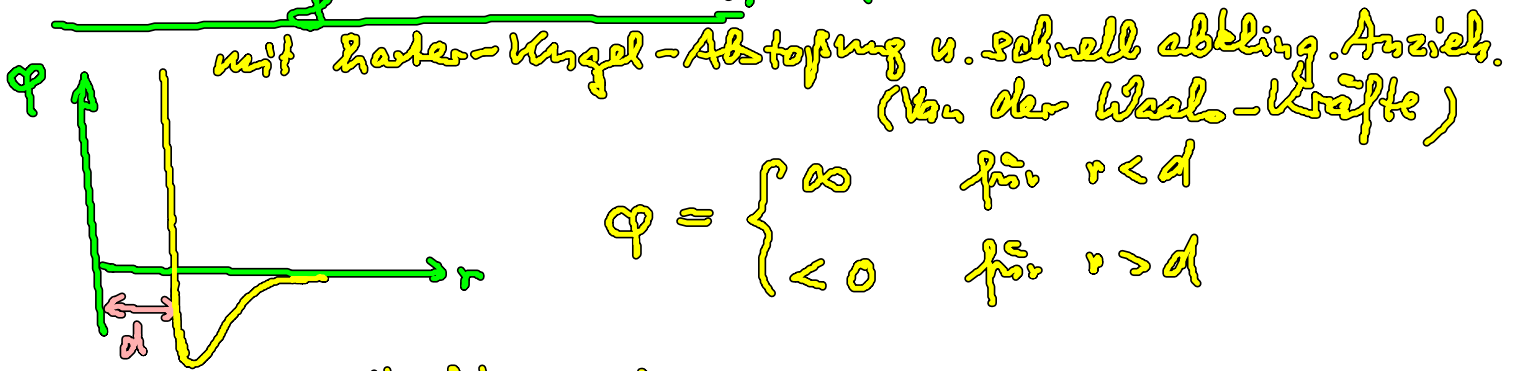 mit harter-Kugel-Abstoßung u. schnell abkling. Anzieh.
(Van der Waals-Kräfte)
φ
φ = { ∞ für r < d
< 0 für r > d
r
d